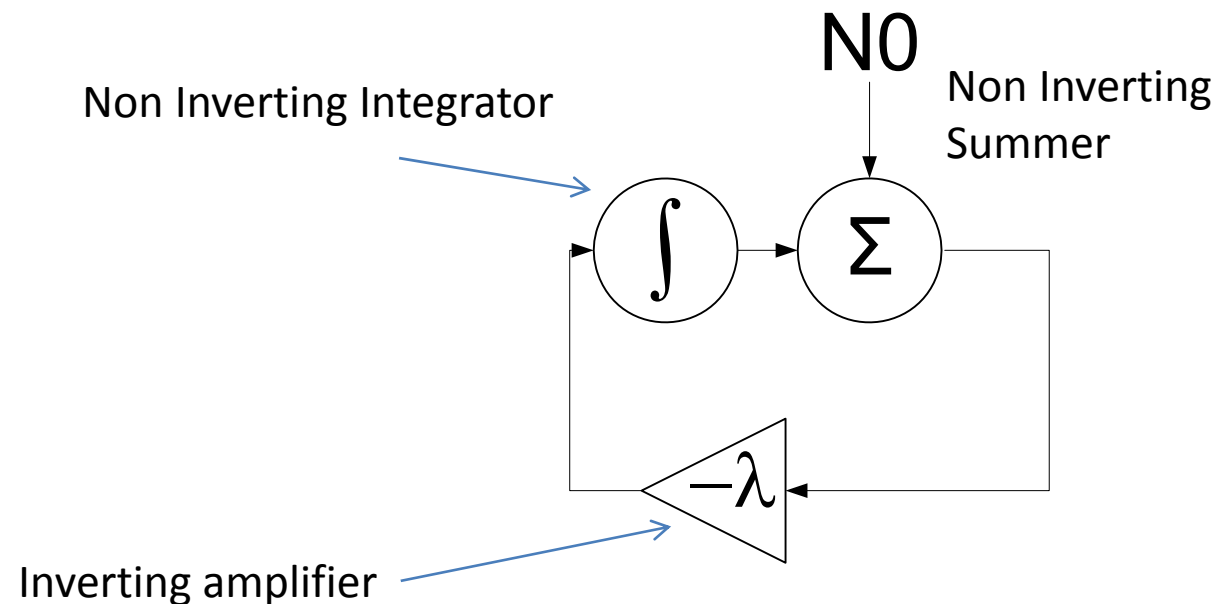 N0
Non Inverting Integrator
Non Inverting
Summer
∫
Σ
−λ
Inverting amplifier